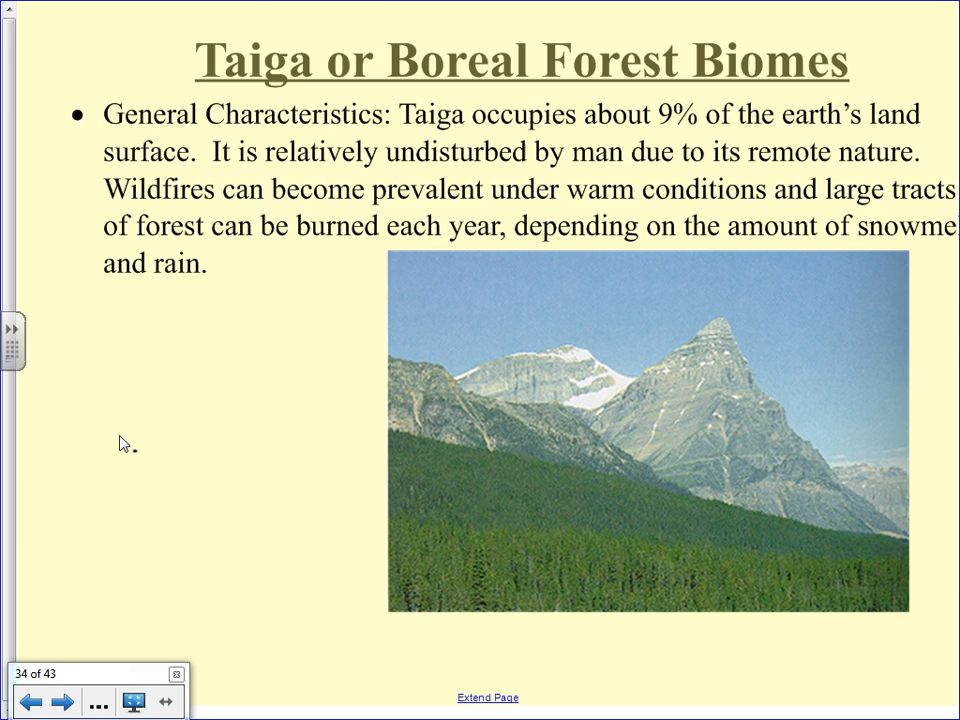 Taiga or Boreal Forest Biomes
• General Characteristics: Taiga occupies about 9% of the earth’s land
surface.  It is relatively undisturbed by man due to its remote nature.
Wildfires can become prevalent under warm conditions and large tracts
of forest can be burned each year, depending on the amount of
and rain.
.
34 of 43
...
Extend Page